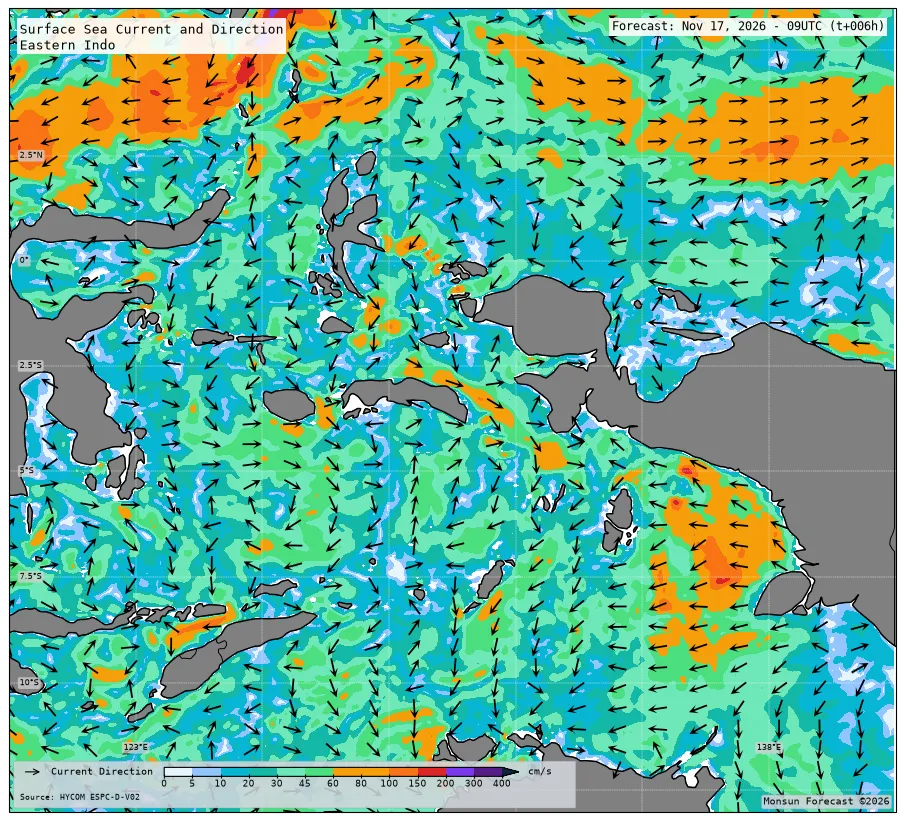 Surface Sea Current and Direction
Eastern Indo
Forecast: Nov 17, 2026 - 09UTC (t+006h)
2.5°N
0°
2.5°S
5°S
7.5°S
10°S
123°E
138°E
Current Direction
0 5 10 20 30 45 60 80 100 150 200 300 400
cm/s
Source: HYCOM ESPC-D-V02
Monsun Forecast ©2026